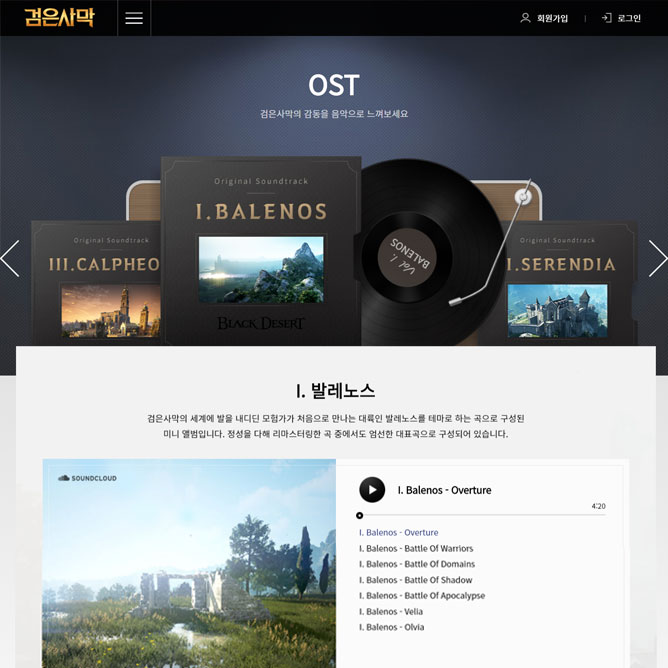 검은사막
회원가입
로그인
OST
검은사막의 감동을 음악으로 느껴보세요
Original Soundtrack
I.BALENOS
BLACK DESERT
Vol. I.
BALENOS
Original Soundtrack
III.CALPHEO
Original Soundtrack
I.SERENDIA
I. 발레노스
검은사막의 세계에 발을 내디딘 모험가가 처음으로 만나는 대륙인 발레노스를 테마로 하는 곡으로 구성된
미니 앨범입니다. 정성을 다해 리마스터링한 곡 중에서도 엄선한 대표곡으로 구성되어 있습니다.
SOUNDCLOUD
I. Balenos - Overture
4:20
I. Balenos - Overture
I. Balenos - Battle Of Warriors
I. Balenos - Battle Of Domains
I. Balenos - Battle Of Shadow
I. Balenos - Battle Of Apocalypse
I. Balenos - Velia
I. Balenos - Olvia